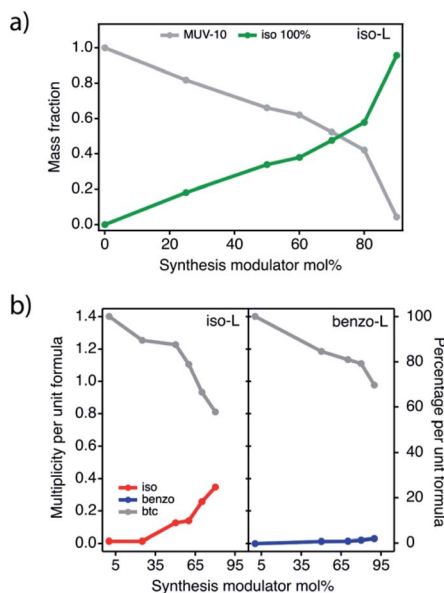 a)
MUV-10 iso 100% iso-L
1.0
0.8
0.6
0.4
0.2
0.0
Mass fraction
0 20 40 60 80
Synthesis modulator mol%
b)
iso-L benzo-L
1.4
1.2
1.0
0.8
0.6
0.4
0.2
0.0
Multiplicity per unit formula
iso
benzo
btc
100
80
60
40
20
0
Percentage per unit formula
5 35 65 95 5 35 65 95
Synthesis modulator mol%